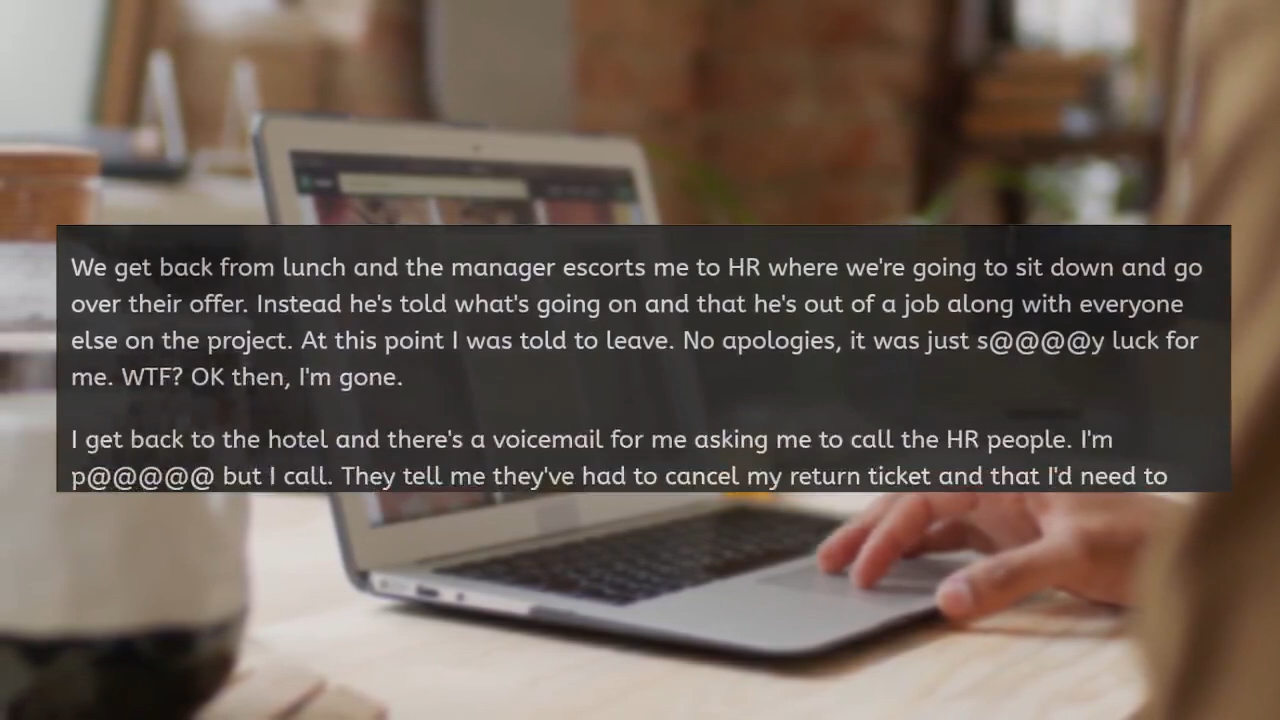 We get back from lunch and the manager escorts me to HR where we're going to sit down and go
over their offer. Instead he's told what's going on and that he's out of a job along with everyone
else on the project. At this point I was told to leave. No apologies, it was just s@@@@y luck for
me. WTF? OK then, I'm gone.
I get back to the hotel and there's a voicemail for me asking me to call the HR people. I'm
p@@@@@ but I call. They tell me they've had to cancel my return ticket and that I'd need to